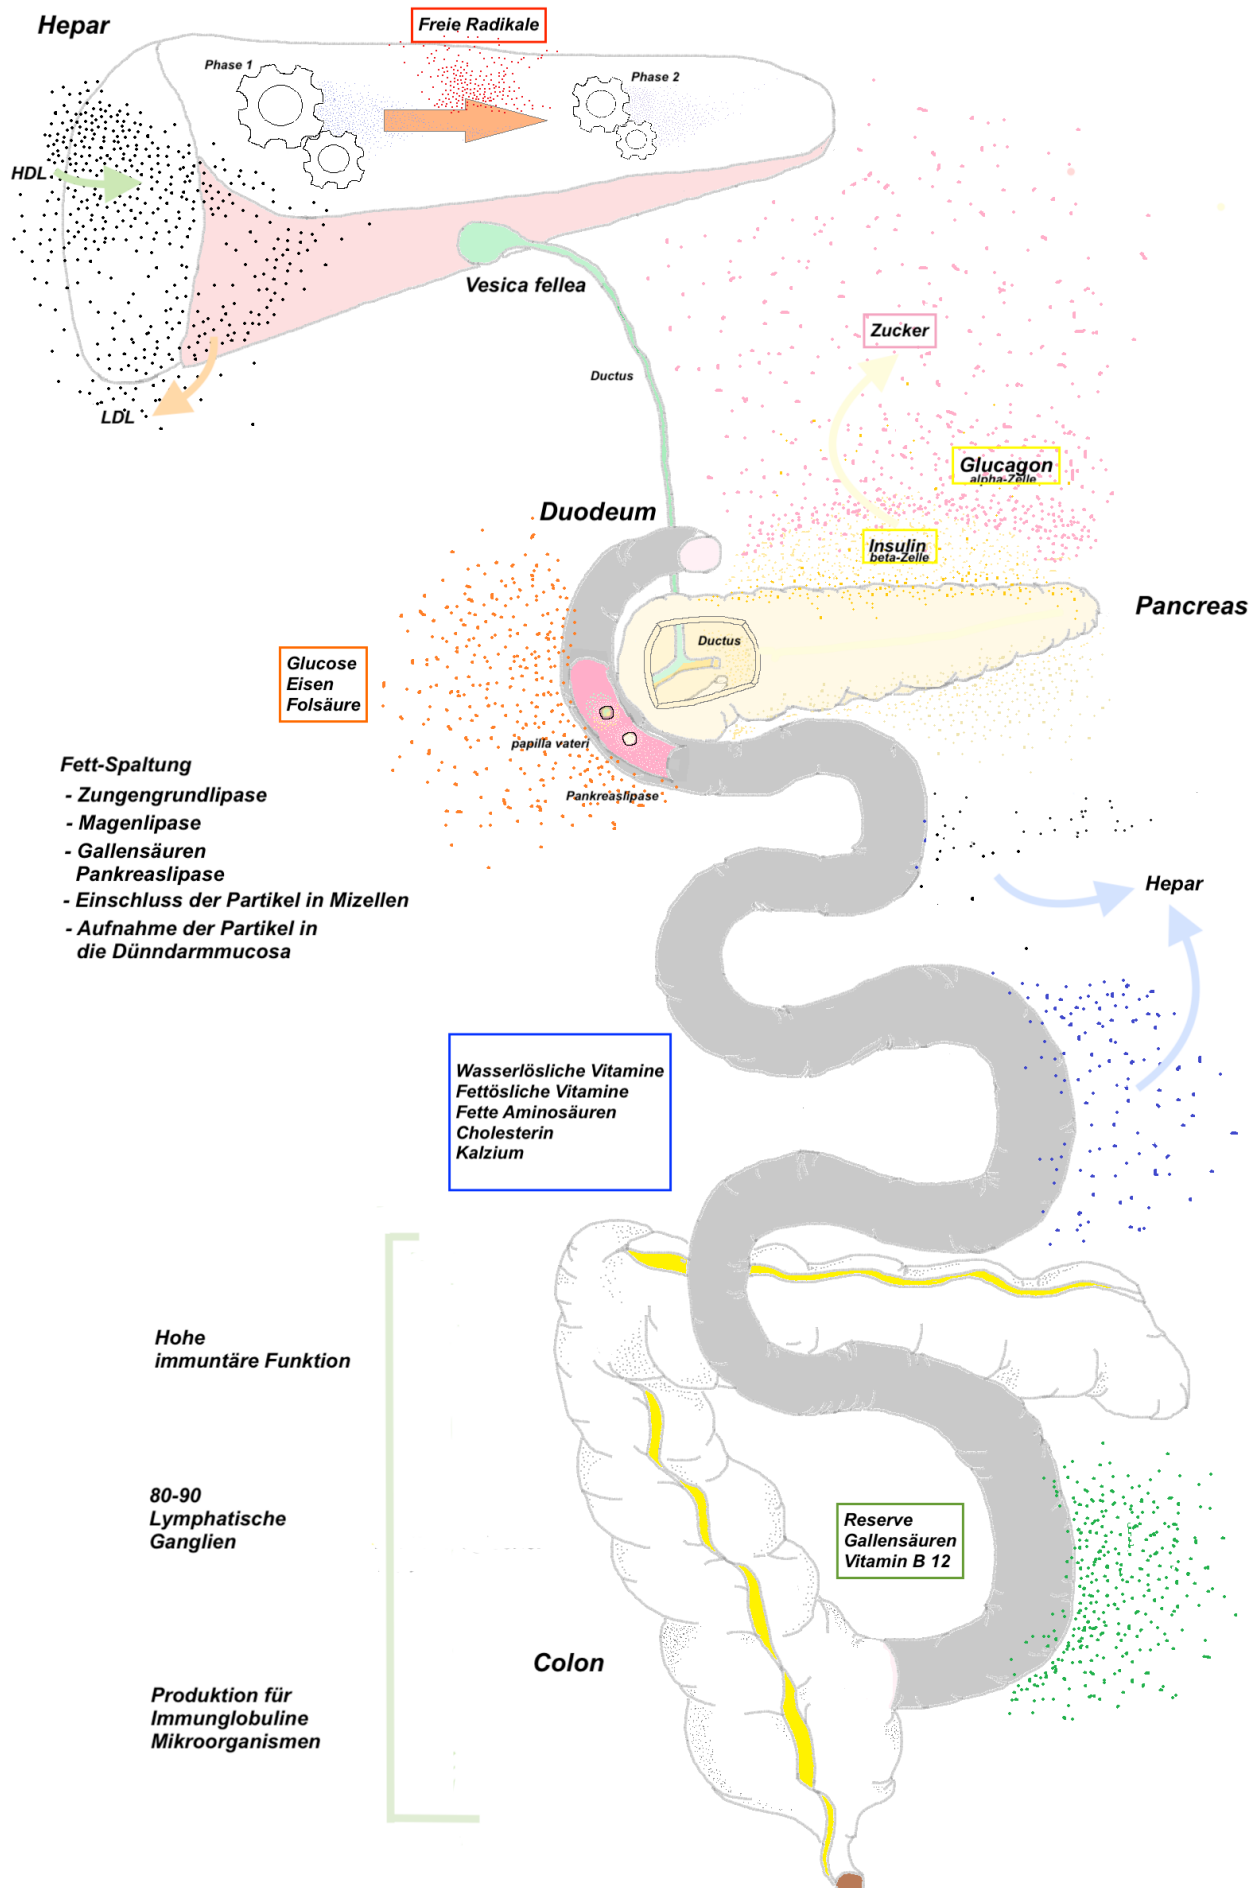 Hepar
Freie Radikale
Phase 1
Phase 2
HDL
LDL
Vesica fellea
Zucker
Ductus
Glucagon
alpha-Zelle
Duodeum
Insulin
beta-Zelle
Pancreas
Ductus
Glucose
Eisen
Folsäure
papilla vateri
Pankreaslipase
Fett-Spaltung
- Zungengrundlipase
- Magenlipase
- Gallensäuren
Pankreaslipase
- Einschluss der Partikel in Mizellen
- Aufnahme der Partikel in
die Dünndarmmucosa
Hepar
Wasserlösliche Vitamine
Fettösliche Vitamine
Fette Aminosäuren
Cholesterin
Kalzium
Hohe
immuntäre Funktion
80-90
Lymphatische
Ganglien
Reserve
Gallensäuren
Vitamin B 12
Colon
Produktion für
Immunglobuline
Mikroorganismen